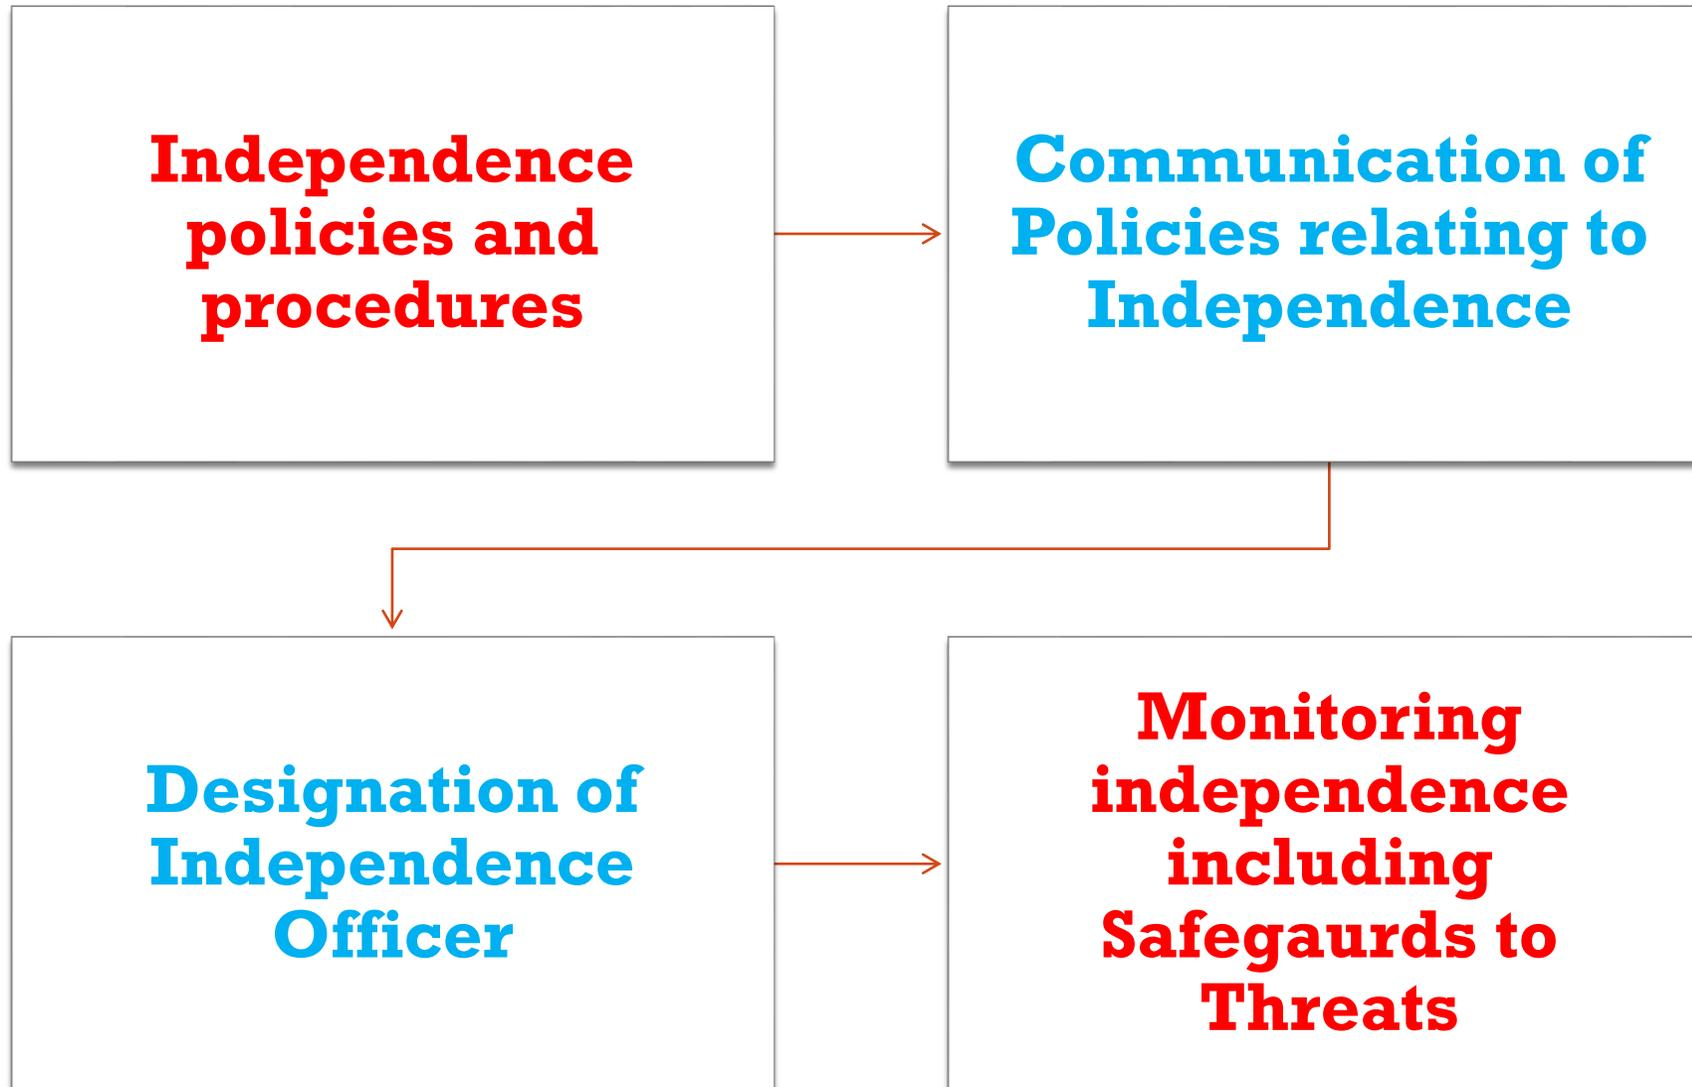 Independence
policies and
procedures
Communication of
Policies relating to
Independence
Designation of
Independence
Officer
Monitoring
independence
including
Safegaurds to
Threats